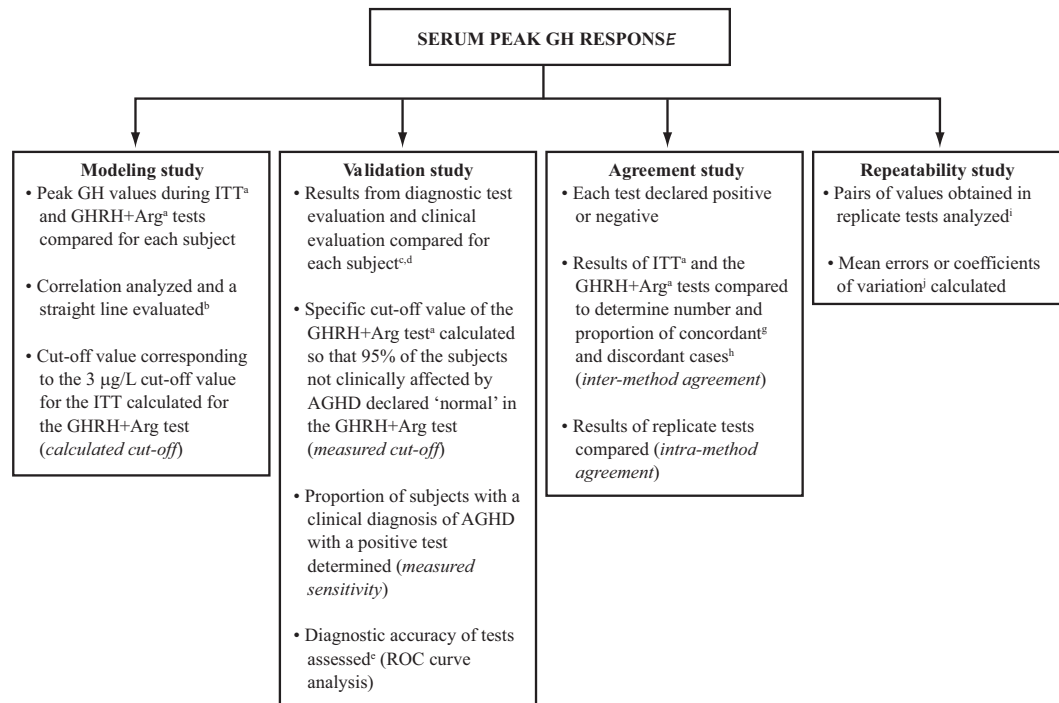 SERUM PEAK GH RESPONSE
Modeling study
• Peak GH values during ITTᵃ
and GHRH+Argᵃ tests
compared for each subject
• Correlation analyzed and a
straight line evaluatedᵇ
• Cut-off value corresponding
to the 3 µg/L cut-off value
for the ITT calculated for
the GHRH+Arg test
(calculated cut-off)
Validation study
• Results from diagnostic test
evaluation and clinical
evaluation compared for
each subjectᶜ,ᵈ
• Specific cut-off value of the
GHRH+Arg testᵃ calculated
so that 95% of the subjects
not clinically affected by
AGHD declared ‘normal’ in
the GHRH+Arg test
(measured cut-off)
• Proportion of subjects with a
clinical diagnosis of AGHD
with a positive test
determined (measured
sensitivity)
• Diagnostic accuracy of tests
assessedᵉ (ROC curve
analysis)
Agreement study
• Each test declared positive
or negative
• Results of ITTᵃ and the
GHRH+Argᵃ tests compared
to determine number and
proportion of concordantᵍ
and discordant casesʰ
(inter-method agreement)
• Results of replicate tests
compared (intra-method
agreement)
Repeatability study
• Pairs of values obtained in
replicate tests analyzedⁱ
• Mean errors or coefficients
of variationʲ calculated